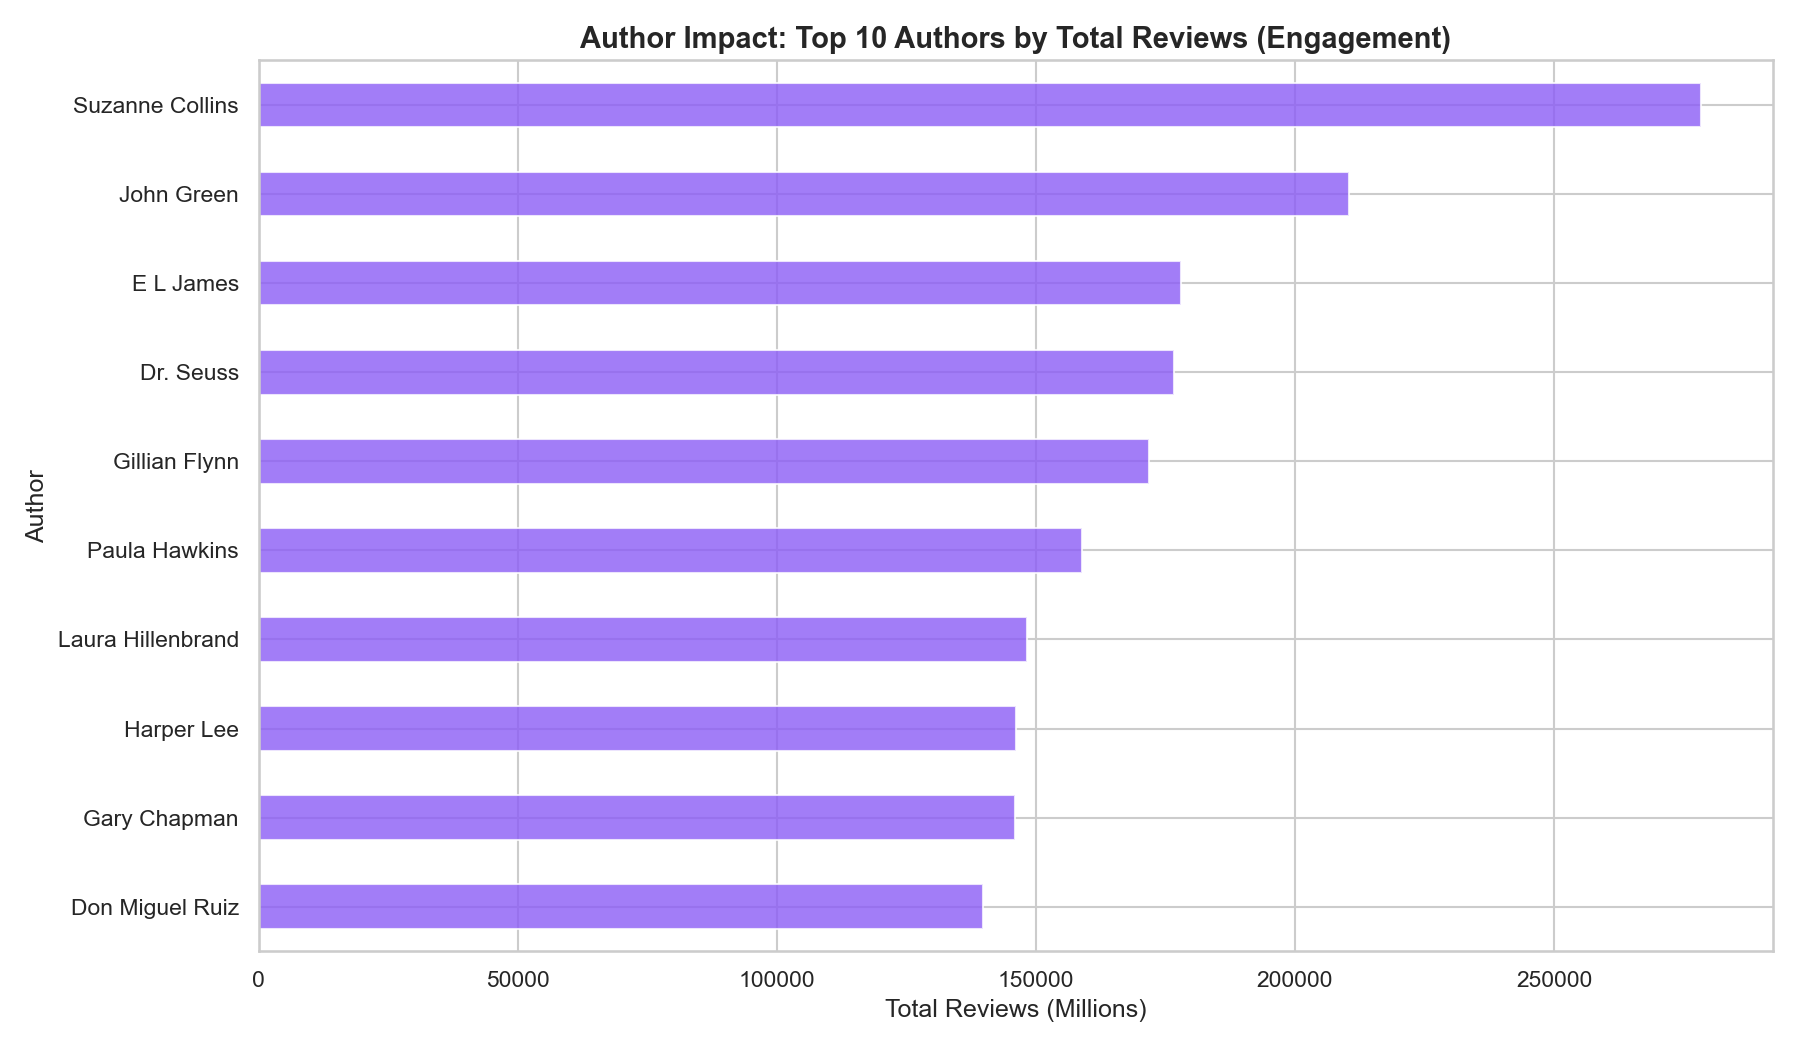 Author Impact: Top 10 Authors by Total Reviews (Engagement)
Suzanne Collins
John Green
E L James
Dr. Seuss
Gillian Flynn
Paula Hawkins
Laura Hillenbrand
Harper Lee
Gary Chapman
Don Miguel Ruiz
Author
0 50000 100000 150000 200000 250000
Total Reviews (Millions)